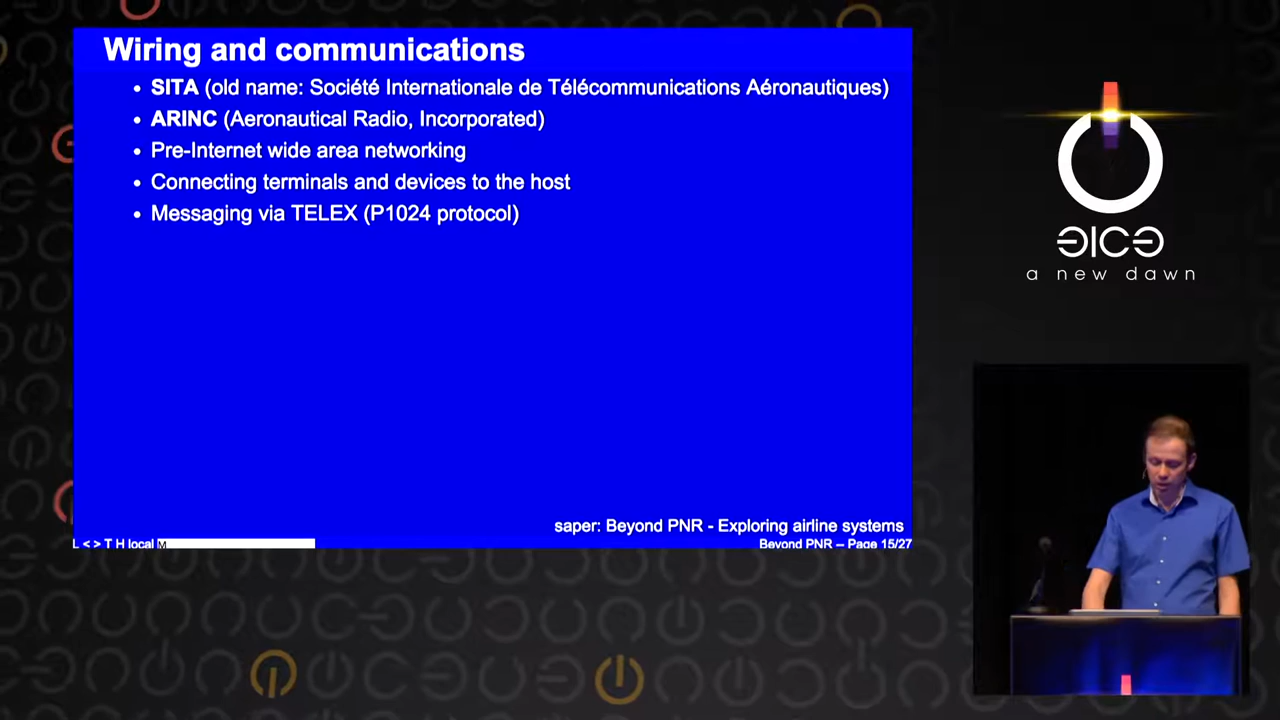 Wiring and communications
• SITA (old name: Société Internationale de Télécommunications Aéronautiques)
• ARINC (Aeronautical Radio, Incorporated)
• Pre-Internet wide area networking
• Connecting terminals and devices to the host
• Messaging via TELEX (P1024 protocol)
saper: Beyond PNR - Exploring airline systems
L < > T H local M
Beyond PNR – Page 15/27
a new dawn